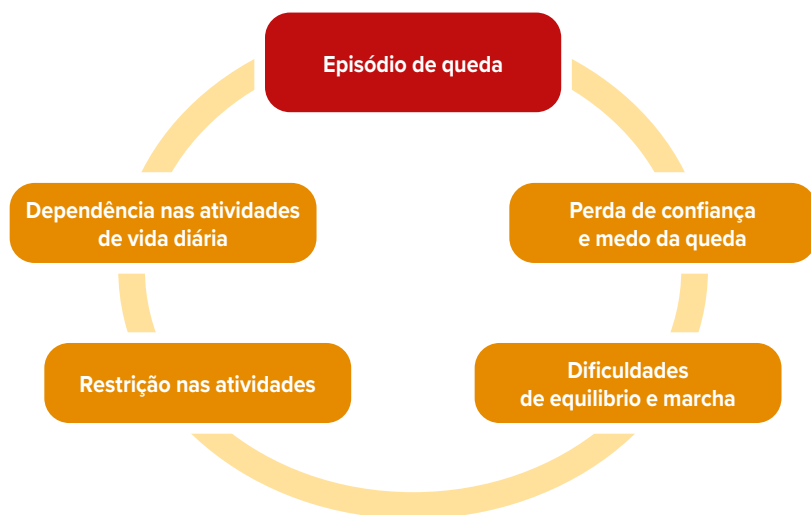 Episódio de queda
Perda de confiança
e medo da queda
Dificuldades
de equilibrio e marcha
Restrição nas atividades
Dependência nas atividades
de vida diária